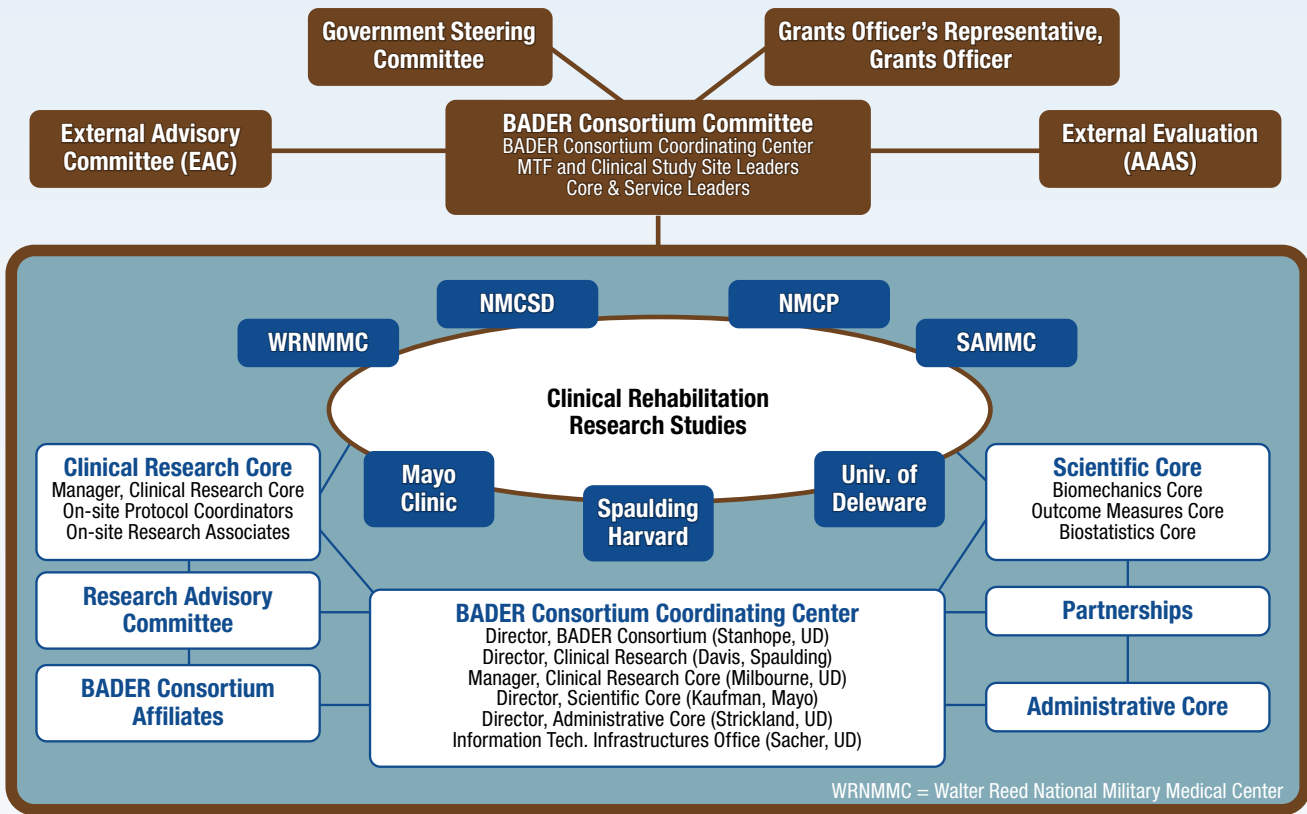 Government Steering
Committee
Grants Officer’s Representative,
Grants Officer
External Advisory
Committee (EAC)
BADER Consortium Committee
BADER Consortium Coordinating Center
MTF and Clinical Study Site Leaders
Core & Service Leaders
External Evaluation
(AAAS)
NMCSD
NMCP
WRNMMC
SAMMC
Clinical Rehabilitation
Research Studies
Mayo
Clinic
Spaulding
Harvard
Univ. of
Deleware
Clinical Research Core
Manager, Clinical Research Core
On-site Protocol Coordinators
On-site Research Associates
Scientific Core
Biomechanics Core
Outcome Measures Core
Biostatistics Core
Research Advisory
Committee
BADER Consortium
Affiliates
BADER Consortium Coordinating Center
Director, BADER Consortium (Stanhope, UD)
Director, Clinical Research (Davis, Spaulding)
Manager, Clinical Research Core (Milbourne, UD)
Director, Scientific Core (Kaufman, Mayo)
Director, Administrative Core (Strickland, UD)
Information Tech. Infrastructures Office (Sacher, UD)
Partnerships
Administrative Core
WRNMMC = Walter Reed National Military Medical Center